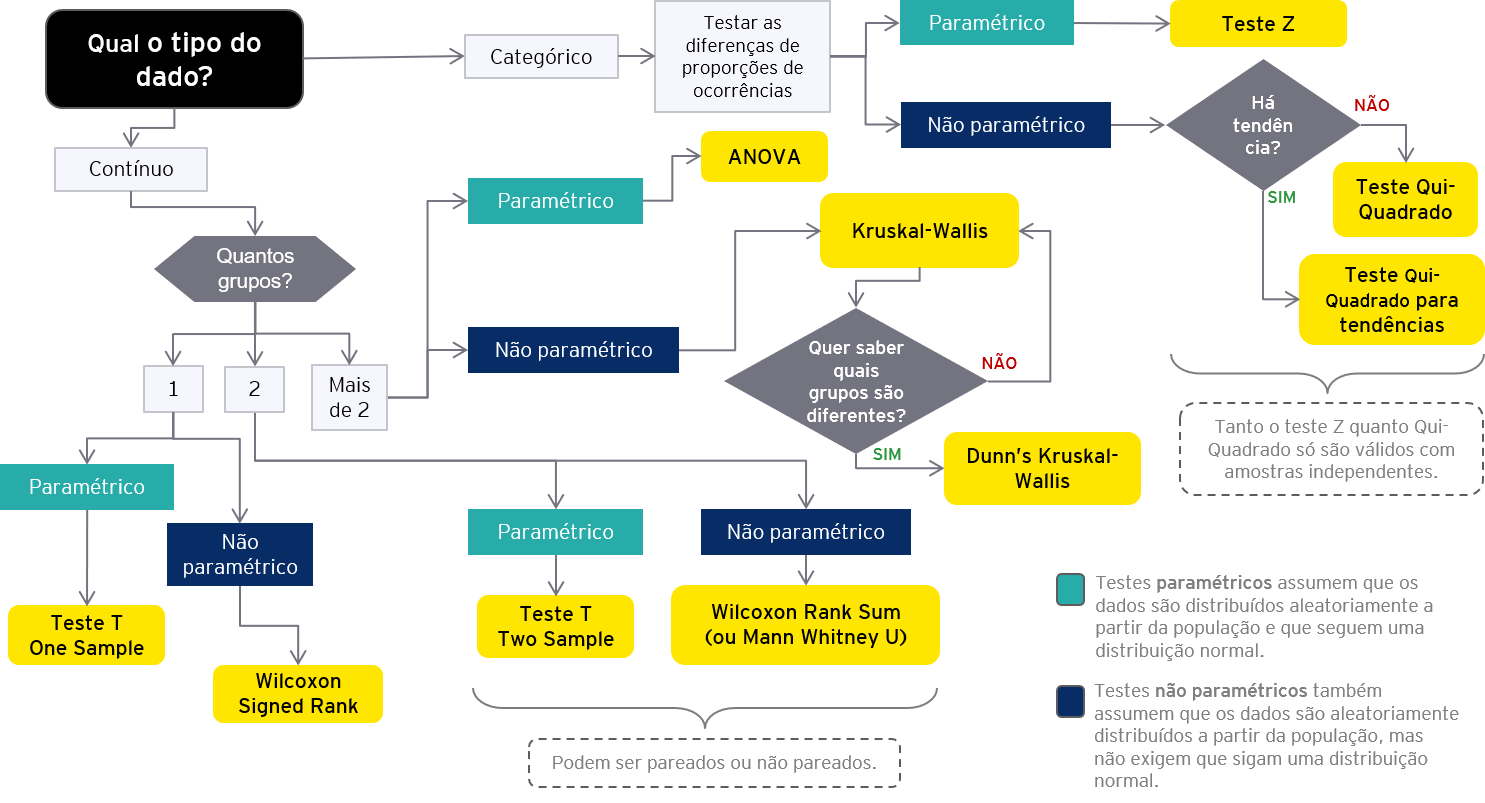 Qual o tipo do
dado?
Categórico
Testar as
diferenças de
proporções de
ocorrências
Paramétrico
Teste Z
Não paramétrico
Há
tendên
cia?
NÃO
Teste Qui-
Quadrado
SIM
Teste Qui-
Quadrado para
tendências
Tanto o teste Z quanto Qui-
Quadrado só são válidos com
amostras independentes.
Contínuo
Quantos
grupos?
1
2
Mais
de 2
Paramétrico
ANOVA
Não paramétrico
Kruskal-Wallis
Quer saber
quais
grupos são
diferentes?
NÃO
SIM
Dunn's Kruskal-
Wallis
Paramétrico
Teste T
One Sample
Não
paramétrico
Wilcoxon
Signed Rank
Paramétrico
Teste T
Two Sample
Não paramétrico
Wilcoxon Rank Sum
(ou Mann Whitney U)
Podem ser pareados ou não pareados.
Testes paramétricos assumem que os
dados são distribuídos aleatoriamente a
partir da população e que seguem uma
distribuição normal.
Testes não paramétricos também
assumem que os dados são aleatoriamente
distribuídos a partir da população, mas
não exigem que sigam uma distribuição
normal.